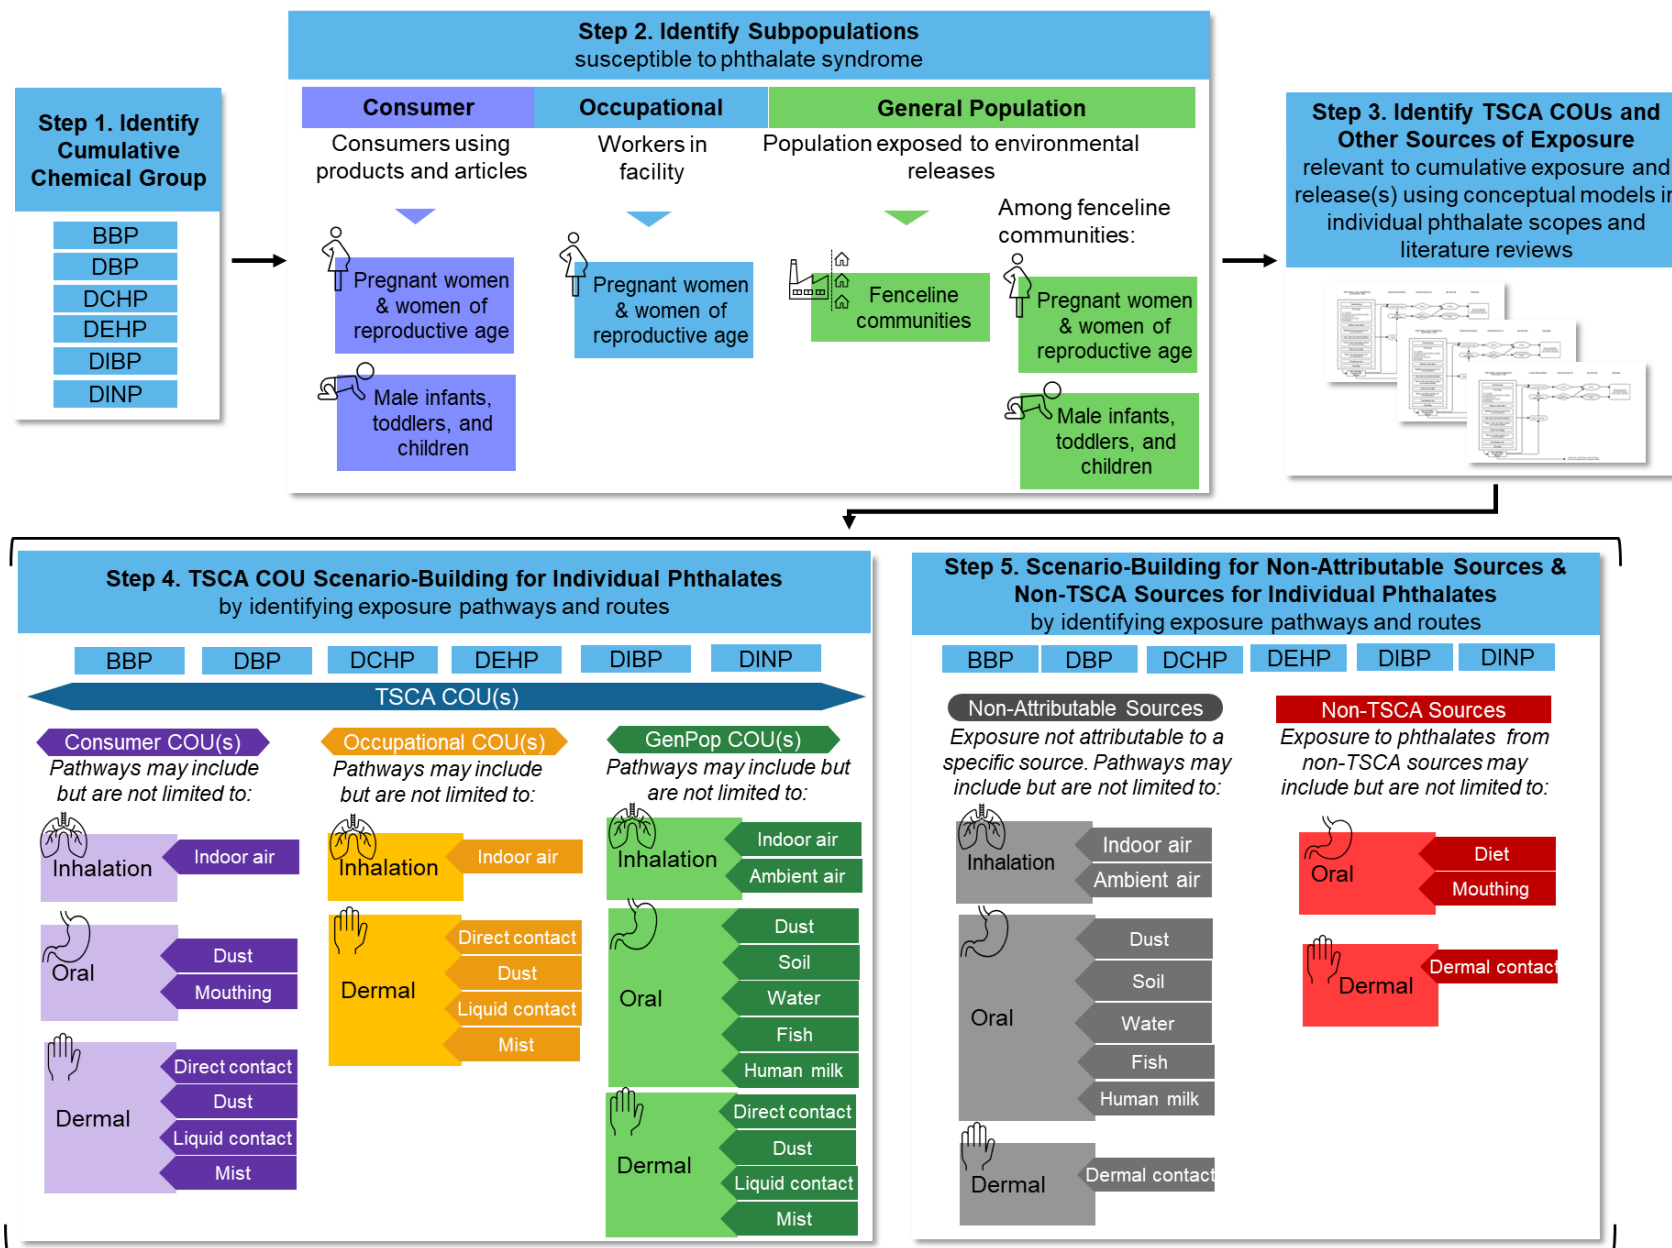 Step 1. Identify
Cumulative
Chemical Group
BBP
DBP
DCHP
DEHP
DIBP
DINP
Step 2. Identify Subpopulations
susceptible to phthalate syndrome
Consumer
Consumers using
products and articles
Pregnant women
& women of
reproductive age
Male infants,
toddlers, and
children
Occupational
Workers in
facility
Pregnant women
& women of
reproductive age
General Population
Population exposed to environmental
releases
Fenceline
communities
Among fenceline
communities:
Pregnant women
& women of
reproductive age
Male infants,
toddlers, and
children
Step 3. Identify TSCA COUs and
Other Sources of Exposure
relevant to cumulative exposure and
release(s) using conceptual models in
individual phthalate scopes and
literature reviews
Step 4. TSCA COU Scenario-Building for Individual Phthalates
by identifying exposure pathways and routes
BBP
DBP
DCHP
DEHP
DIBP
DINP
TSCA COU(s)
Consumer COU(s)
Pathways may include
but are not limited to:
Inhalation
Indoor air
Oral
Dust
Mouthing
Dermal
Direct contact
Dust
Liquid contact
Mist
Occupational COU(s)
Pathways may include
but are not limited to:
Inhalation
Indoor air
Dermal
Direct contact
Dust
Liquid contact
Mist
GenPop COU(s)
Pathways may include but
are not limited to:
Inhalation
Indoor air
Ambient air
Oral
Dust
Soil
Water
Fish
Human milk
Dermal
Direct contact
Dust
Liquid contact
Mist
Step 5. Scenario-Building for Non-Attributable Sources &
Non-TSCA Sources for Individual Phthalates
by identifying exposure pathways and routes
BBP
DBP
DCHP
DEHP
DIBP
DINP
Non-Attributable Sources
Exposure not attributable to a
specific source. Pathways may
include but are not limited to:
Inhalation
Indoor air
Ambient air
Oral
Dust
Soil
Water
Fish
Human milk
Dermal
Dermal contact
Non-TSCA Sources
Exposure to phthalates from
non-TSCA sources may
include but are not limited to:
Oral
Diet
Mouthing
Dermal
Dermal contact